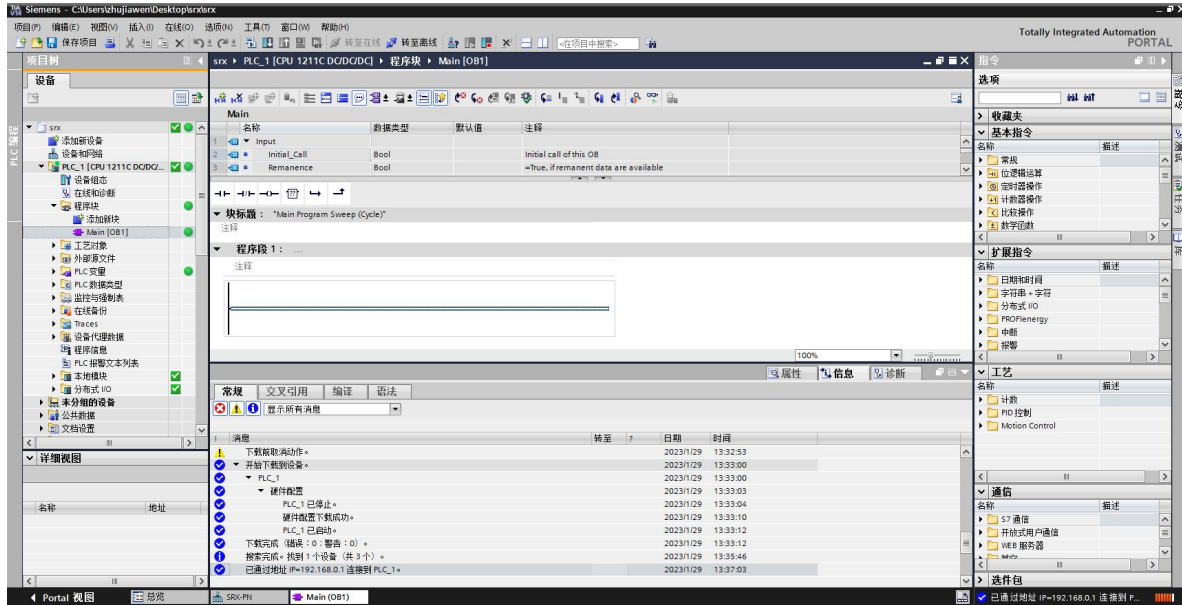 Siemens - C:\Users\zhujiawen\Desktop\srx\srx
项目(P) 编辑(E) 视图(V) 插入(I) 在线(O) 选项(N) 工具(T) 窗口(W) 帮助(H)
Totally Integrated Automation
PORTAL
保存项目 转至在线 转至离线 <在项目中搜索>
项目树
设备
srx
添加新设备
设备和网络
PLC_1 [CPU 1211C DC/DC/...
设备组态
在线和诊断
程序块
添加新块
Main [OB1]
工艺对象
外部源文件
PLC 变量
PLC 数据类型
监控与强制表
在线备份
Traces
设备代理数据
程序信息
PLC 报警文本列表
本地模块
分布式 I/O
未分组的设备
公共数据
文档设置
详细视图
名称 地址
srx ▸ PLC_1 [CPU 1211C DC/DC/DC] ▸ 程序块 ▸ Main [OB1]
Main
名称 数据类型 默认值 注释
1 Input
2 Initial_Call Bool Initial call of this OB
3 Remanence Bool =True, if remanent data are available
块标题： "Main Program Sweep (Cycle)"
注释
程序段 1： .....
注释
100%
属性 信息 诊断
常规 交叉引用 编译 语法
显示所有消息
! 消息 转至 ? 日期 时间
下载前取消动作。 2023/1/29 13:32:53
开始下载到设备。 2023/1/29 13:33:00
PLC_1 2023/1/29 13:33:00
硬件配置 2023/1/29 13:33:03
PLC_1 已停止。 2023/1/29 13:33:04
硬件配置下载成功。 2023/1/29 13:33:10
PLC_1 已启动。 2023/1/29 13:33:12
下载完成（错误：0；警告：0）。 2023/1/29 13:33:12
搜索完成。找到 1 个设备（共 3 个）。 2023/1/29 13:35:46
已通过地址 IP=192.168.0.1 连接到 PLC_1。 2023/1/29 13:37:03
指令
选项
收藏夹
基本指令
名称 描述
常规
位逻辑运算
定时器操作
计数器操作
比较操作
数学函数
扩展指令
名称 描述
日期和时间
字符串 + 字符
分布式 I/O
PROFIenergy
中断
报警
工艺
名称 描述
计数
PID 控制
Motion Control
通信
名称 描述
S7 通信
开放式用户通信
WEB 服务器
选件包
PLC 编程
测试
任务
库
Portal 视图 总览 SRX-PN Main (OB1) 已通过地址 IP=192.168.0.1 连接到 P...